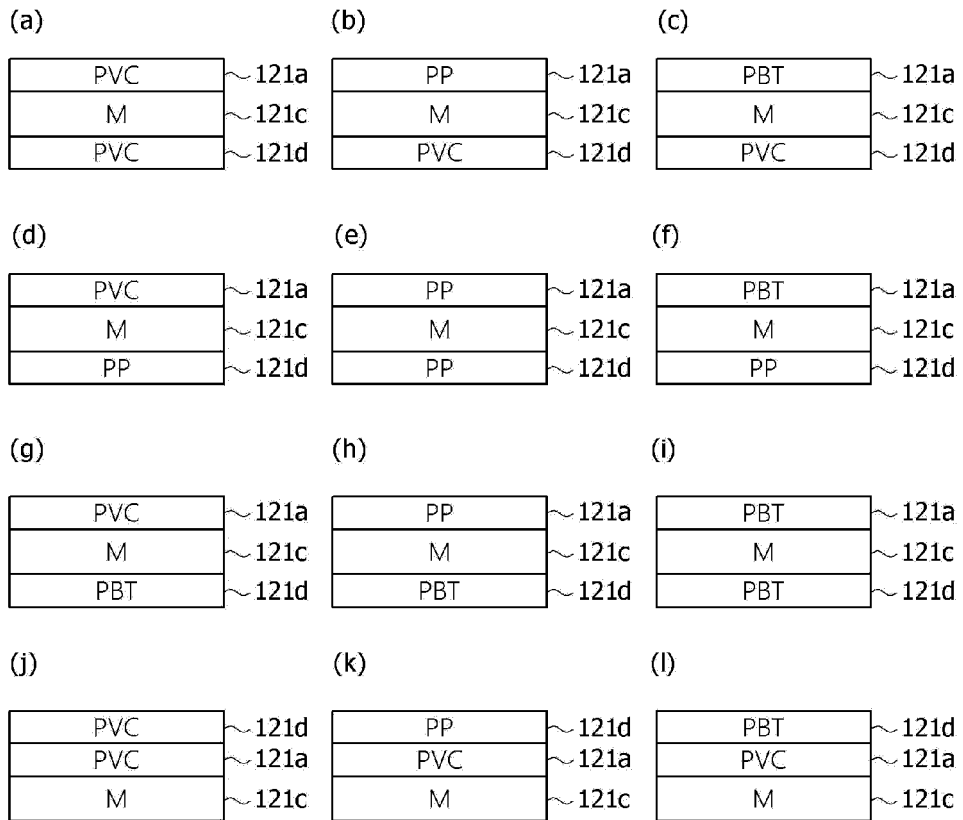 (a) (b) (c)
PVC 121a PP 121a PBT 121a
M 121c M 121c M 121c
PVC 121d PVC 121d PVC 121d
(d) (e) (f)
PVC 121a PP 121a PBT 121a
M 121c M 121c M 121c
PP 121d PP 121d PP 121d
(g) (h) (i)
PVC 121a PP 121a PBT 121a
M 121c M 121c M 121c
PBT 121d PBT 121d PBT 121d
(j) (k) (l)
PVC 121d PP 121d PBT 121d
PVC 121a PVC 121a PVC 121a
M 121c M 121c M 121c